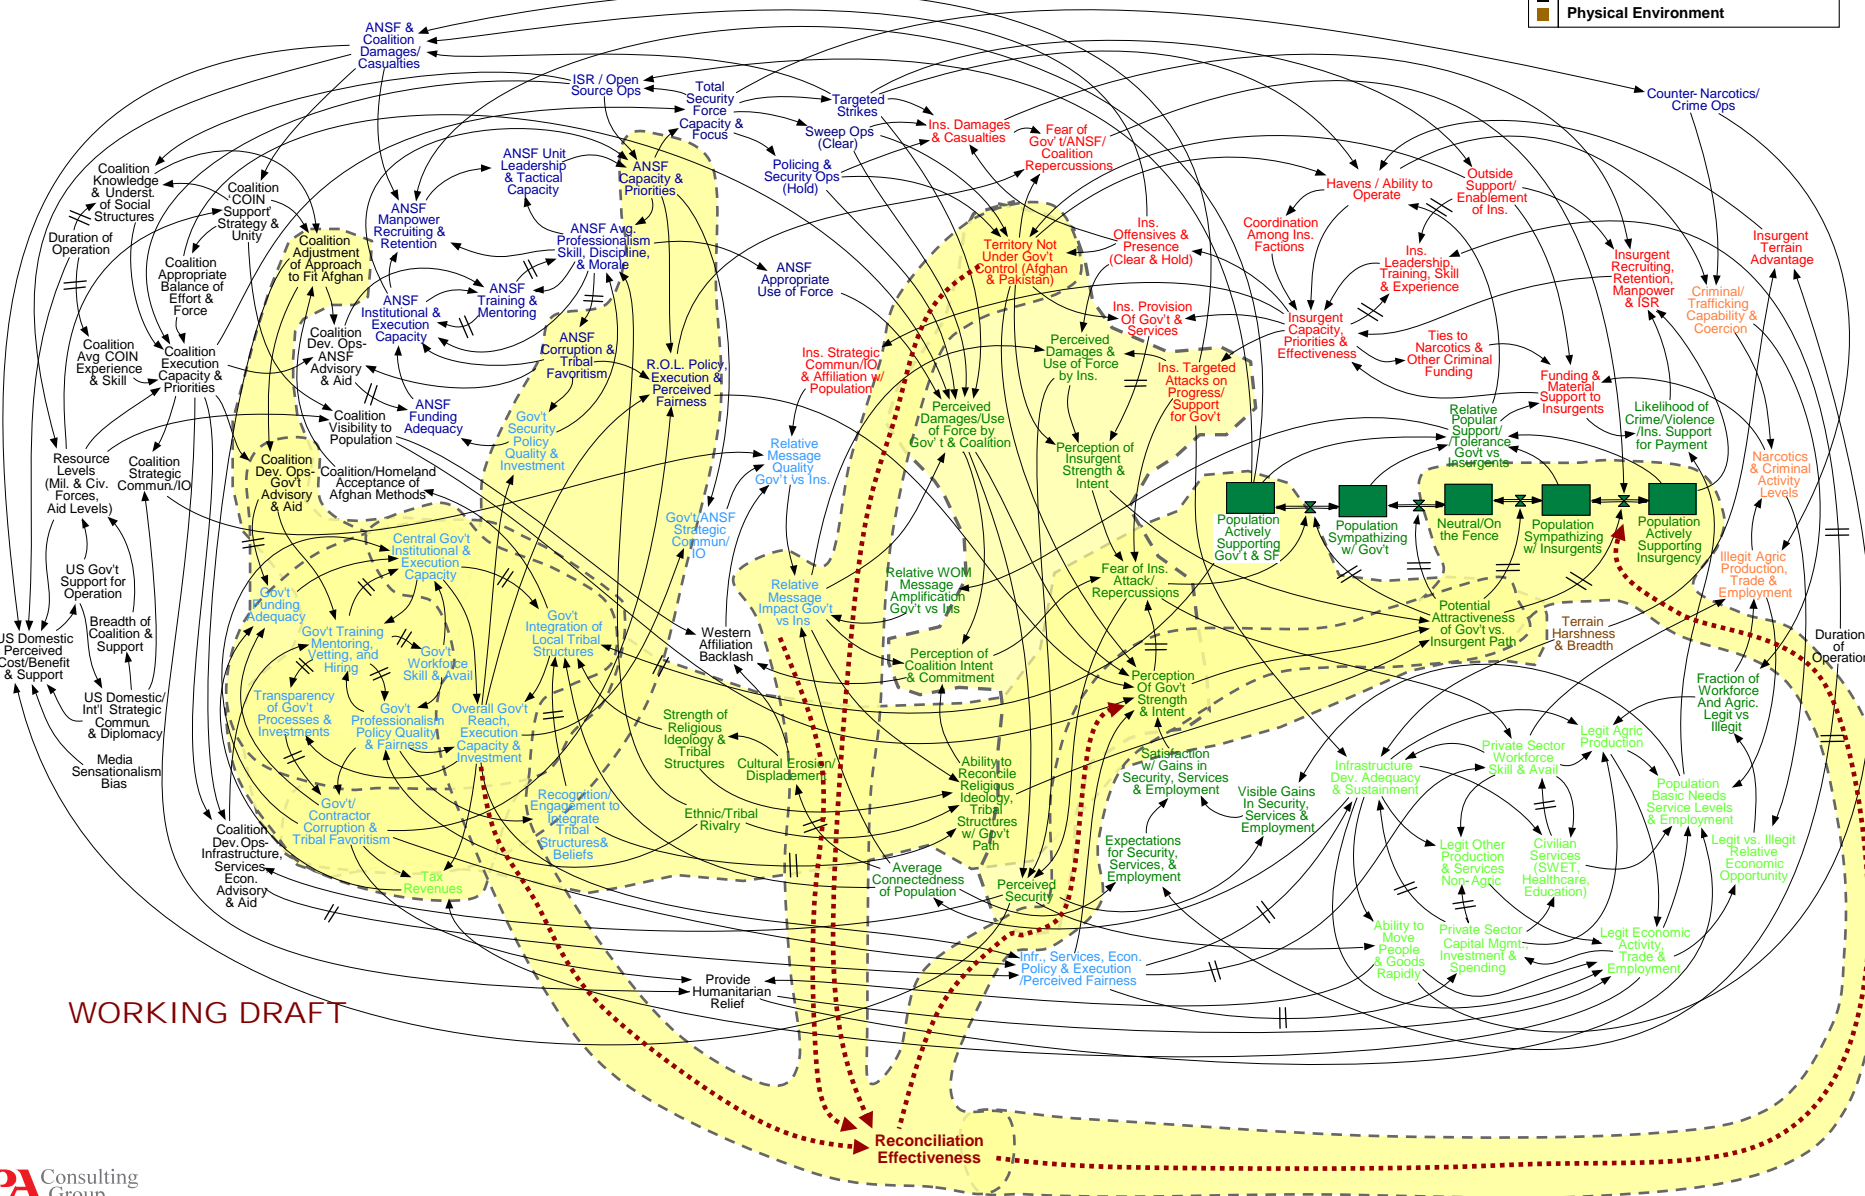 Physical Environment
ANSF &
Coalition
Damages/
Casualties
ISR / Open
Source Ops
Total
Security
Force
Capacity &
Focus
Targeted
Strikes
Sweep Ops
(Clear)
Policing &
Security Ops
(Hold)
Ins. Damages
& Casualties
Fear of
Gov't/ANSF/
Coalition
Repercussions
Counter-Narcotics/
Crime Ops
Coalition
Knowledge
& Underst.
of Social
Structures
Coalition
COIN
Support
Strategy &
Unity
ANSF Unit
Leadership
& Tactical
Capacity
ANSF
Capacity &
Priorities
ANSF
Manpower
Recruiting &
Retention
ANSF Avg.
Professionalism
Skill, Discipline,
& Morale
ANSF
Appropriate
Use of Force
Duration of
Operation
Coalition
Appropriate
Balance of
Effort &
Force
Coalition
Adjustment
of Approach
to Fit Afghan
ANSF
Institutional &
Execution
Capacity
ANSF
Training &
Mentoring
Territory Not
Under Gov't
Control (Afghan
& Pakistan)
Ins.
Offensives &
Presence
(Clear & Hold)
Coordination
Among Ins.
Factions
Havens / Ability to
Operate
Outside
Support/
Enablement
of Ins.
Ins.
Leadership,
Training, Skill
& Experience
Insurgent
Recruiting,
Retention,
Manpower
& ISR
Insurgent
Terrain
Advantage
Criminal/
Trafficking
Capability &
Coercion
Coalition
Avg COIN
Experience
& Skill
Coalition
Execution
Capacity &
Priorities
Coalition
Dev. Ops-
ANSF
Advisory
& Aid
ANSF
Corruption &
Tribal
Favoritism
R.O.L. Policy,
Execution &
Perceived
Fairness
Ins. Strategic
Commun/IO
& Affiliation w/
Population
Ins. Provision
Of Gov't &
Services
Insurgent
Capacity,
Priorities &
Effectiveness
Ties to
Narcotics &
Other Criminal
Funding
Perceived
Damages &
Use of Force
by Ins.
Ins. Targeted
Attacks on
Progress/
Support
for Gov't
Funding &
Material
Support to
Insurgents
ANSF
Funding
Adequacy
Coalition
Visibility to
Population
Gov't
Security
Policy
Quality &
Investment
Perceived
Damages/Use
of Force by
Gov't & Coalition
Relative
Popular
Support/
Tolerance
Govt vs
Insurgents
Likelihood of
Crime/Violence
/Ins. Support
for Payment
Resource
Levels
(Mil. & Civ.
Forces,
Aid Levels)
Coalition
Strategic
Commun./IO
Coalition
Dev. Ops-
Gov't
Advisory
& Aid
Coalition/Homeland
Acceptance of
Afghan Methods
Relative
Message
Quality
Gov't vs Ins.
Perception of
Insurgent
Strength &
Intent
Narcotics
& Criminal
Activity
Levels
Gov't/ANSF
Strategic
Commun/
IO
Population
Actively
Supporting
Gov't & SF
Population
Sympathizing
w/ Gov't
Neutral/On
the Fence
Population
Sympathizing
w/ Insurgents
Population
Actively
Supporting
Insurgency
Central Gov't
Institutional &
Execution
Capacity
US Gov't
Support for
Operation
Gov't
Funding
Adequacy
Relative
Message
Impact Gov't
vs Ins
Relative WOM
Message
Amplification
Gov't vs Ins
Fear of Ins.
Attack/
Repercussions
Illegit Agric
Production,
Trade &
Employment
US Domestic
Perceived
Cost/Benefit
& Support
Breadth of
Coalition &
Support
Gov't Training
Mentoring,
Vetting, and
Hiring
Gov't
Integration of
Local Tribal
Structures
Western
Affiliation
Backlash
Potential
Attractiveness
of Gov't vs.
Insurgent Path
Terrain
Harshness
& Breadth
Duration
of
Operation
Gov't
Workforce
Skill & Avail
Perception of
Coalition Intent
& Commitment
Perception
Of Gov't
Strength
& Intent
US Domestic/
Int'l Strategic
Commun.
& Diplomacy
Transparency
of Gov't
Processes &
Investments
Gov't
Professionalism
Policy Quality
& Fairness
Overall Gov't
Reach,
Execution
Capacity &
Investment
Strength of
Religious
Ideology &
Tribal
Structures
Fraction of
Workforce
And Agric.
Legit vs
Illegit
Media
Sensationalism
Bias
Cultural Erosion/
Displacement
Ability to
Reconcile
Religious
Ideology,
Tribal
Structures
w/ Gov't
Path
Satisfaction
w/ Gains in
Security, Services
& Employment
Infrastructure
Dev. Adequacy
& Sustainment
Private Sector
Workforce
Skill & Avail
Legit Agric
Production
Gov't/
Contractor
Corruption &
Tribal Favoritism
Recognition/
Engagement to
Integrate
Tribal
Structures&
Beliefs
Ethnic/Tribal
Rivalry
Visible Gains
In Security,
Services &
Employment
Population
Basic Needs
Service Levels
& Employment
Coalition
Dev. Ops-
Infrastructure,
Services,
Econ.
Advisory
& Aid
Tax
Revenues
Average
Connectedness
of Population
Perceived
Security
Expectations
for Security,
Services, &
Employment
Legit Other
Production
& Services
Non- Agric
Civilian
Services
(SWET,
Healthcare,
Education)
Legit vs. Illegit
Relative
Economic
Opportunity
Provide
Humanitarian
Relief
Infr., Services, Econ.
Policy & Execution
/Perceived Fairness
Ability to
Move
People
& Goods
Rapidly
Private Sector
Capital Mgmt.,
Investment &
Spending
Legit Economic
Activity,
Trade &
Employment
WORKING DRAFT
Reconciliation
Effectiveness
PA Consulting
Group